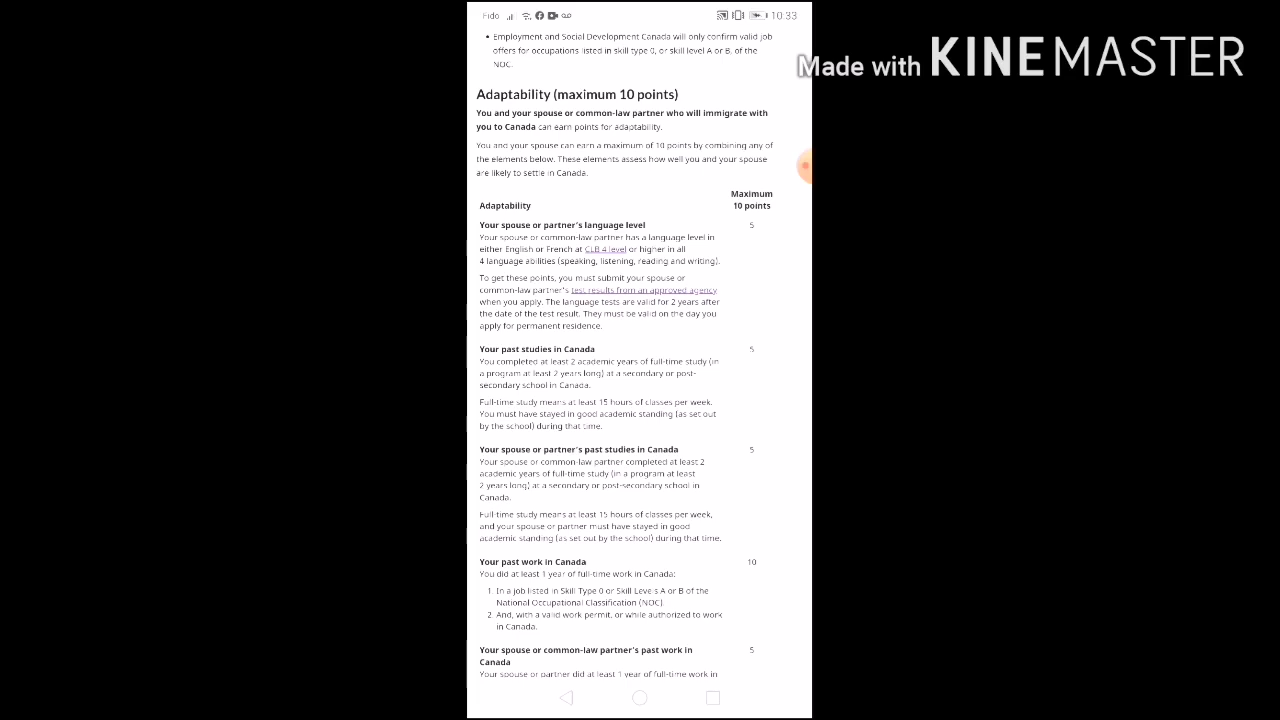 Fido 10:33
Made with KINEMASTER
• Employment and Social Development Canada will only confirm valid job
offers for occupations listed in skill type 0, or skill level A or B, of the
NOC.
Adaptability (maximum 10 points)
You and your spouse or common-law partner who will immigrate with
you to Canada can earn points for adaptability.
You and your spouse can earn a maximum of 10 points by combining any of
the elements below. These elements assess how well you and your spouse
are likely to settle in Canada.
Maximum
Adaptability 10 points
Your spouse or partner's language level 5
Your spouse or common-law partner has a language level in
either English or French at CLB 4 level or higher in all
4 language abilities (speaking, listening, reading and writing).
To get these points, you must submit your spouse or
common-law partner's test results from an approved agency
when you apply. The language tests are valid for 2 years after
the date of the test result. They must be valid on the day you
apply for permanent residence.
Your past studies in Canada 5
You completed at least 2 academic years of full-time study (in
a program at least 2 years long) at a secondary or post-
secondary school in Canada.
Full-time study means at least 15 hours of classes per week.
You must have stayed in good academic standing (as set out
by the school) during that time.
Your spouse or partner's past studies in Canada 5
Your spouse or common-law partner completed at least 2
academic years of full-time study (in a program at least
2 years long) at a secondary or post-secondary school in
Canada.
Full-time study means at least 15 hours of classes per week,
and your spouse or partner must have stayed in good
academic standing (as set out by the school) during that time.
Your past work in Canada 10
You did at least 1 year of full-time work in Canada:
1. In a job listed in Skill Type 0 or Skill Levels A or B of the
National Occupational Classification (NOC).
2. And, with a valid work permit, or while authorized to work
in Canada.
Your spouse or common-law partner's past work in 5
Canada
Your spouse or partner did at least 1 year of full-time work in